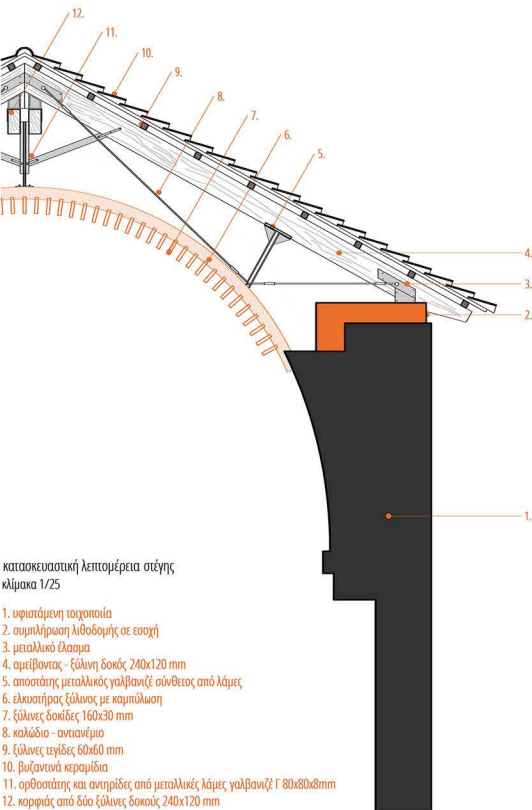 12.
11.
10.
9.
8.
7.
6.
5.
4.
3.
2.
1.
κατασκευαστική λεπτομέρεια στέγης
κλίμακα 1/25
1. υφιστάμενη τοιχοποιία
2. συμπλήρωση λιθοδομής σε εσοχή
3. μεταλλικό έλασμα
4. αμείβοντας - ξύλινη δοκός 240x120 mm
5. αποστάτης μεταλλικός γαλβανιζέ σύνθετος από λάμες
6. ελκυστήρας ξύλινος με καμπύλωση
7. ξύλινες δοκίδες 160x30 mm
8. καλώδιο - αντιανέμιο
9. ξύλινες τεγίδες 60x60 mm
10. βυζαντινά κεραμίδια
11. ορθοστάτης και αντηρίδες από μεταλλικές λάμες γαλβανιζέ Γ 80x80x8mm
12. κορφιάς από δύο ξύλινες δοκούς 240x120 mm